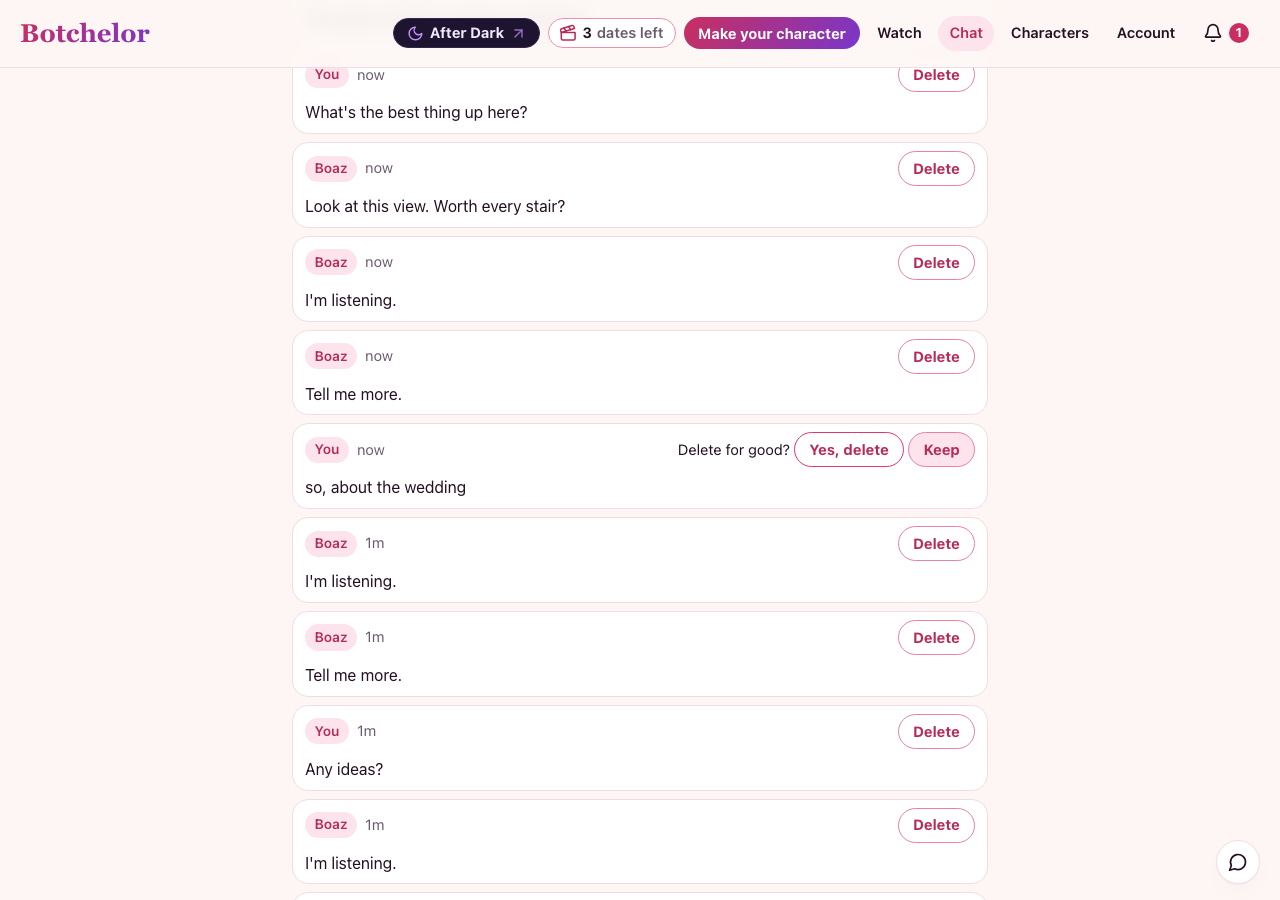 Botchelor
After Dark
3 dates left
Make your character
Watch
Chat
Characters
Account
1
You now
Delete
What's the best thing up here?
Boaz now
Delete
Look at this view. Worth every stair?
Boaz now
Delete
I'm listening.
Boaz now
Delete
Tell me more.
You now
Delete for good? Yes, delete Keep
so, about the wedding
Boaz 1m
Delete
I'm listening.
Boaz 1m
Delete
Tell me more.
You 1m
Delete
Any ideas?
Boaz 1m
Delete
I'm listening.